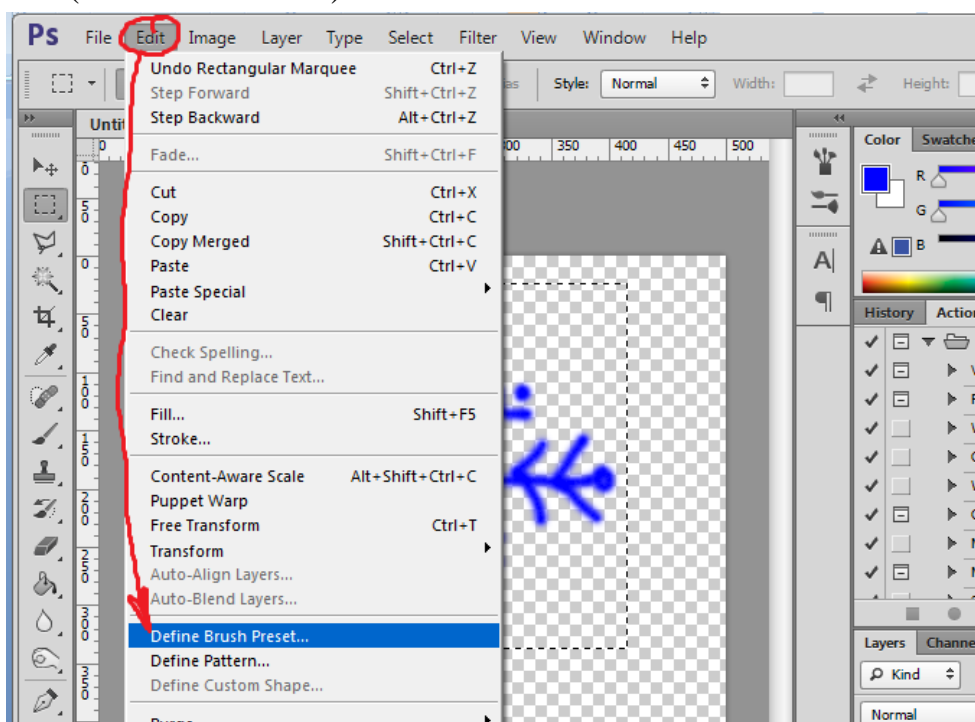 Ps File Edit Image Layer Type Select Filter View Window Help
Style: Normal Width: Height:
Undo Rectangular Marquee Ctrl+Z
Step Forward Shift+Ctrl+Z
Step Backward Alt+Ctrl+Z
Fade... Shift+Ctrl+F
Cut Ctrl+X
Copy Ctrl+C
Copy Merged Shift+Ctrl+C
Paste Ctrl+V
Paste Special
Clear
Check Spelling...
Find and Replace Text...
Fill... Shift+F5
Stroke...
Content-Aware Scale Alt+Shift+Ctrl+C
Puppet Warp
Free Transform Ctrl+T
Transform
Auto-Align Layers...
Auto-Blend Layers...
Define Brush Preset...
Define Pattern...
Define Custom Shape...
350 400 450 500
Color
R
G
B
History
Layers
Kind
Normal